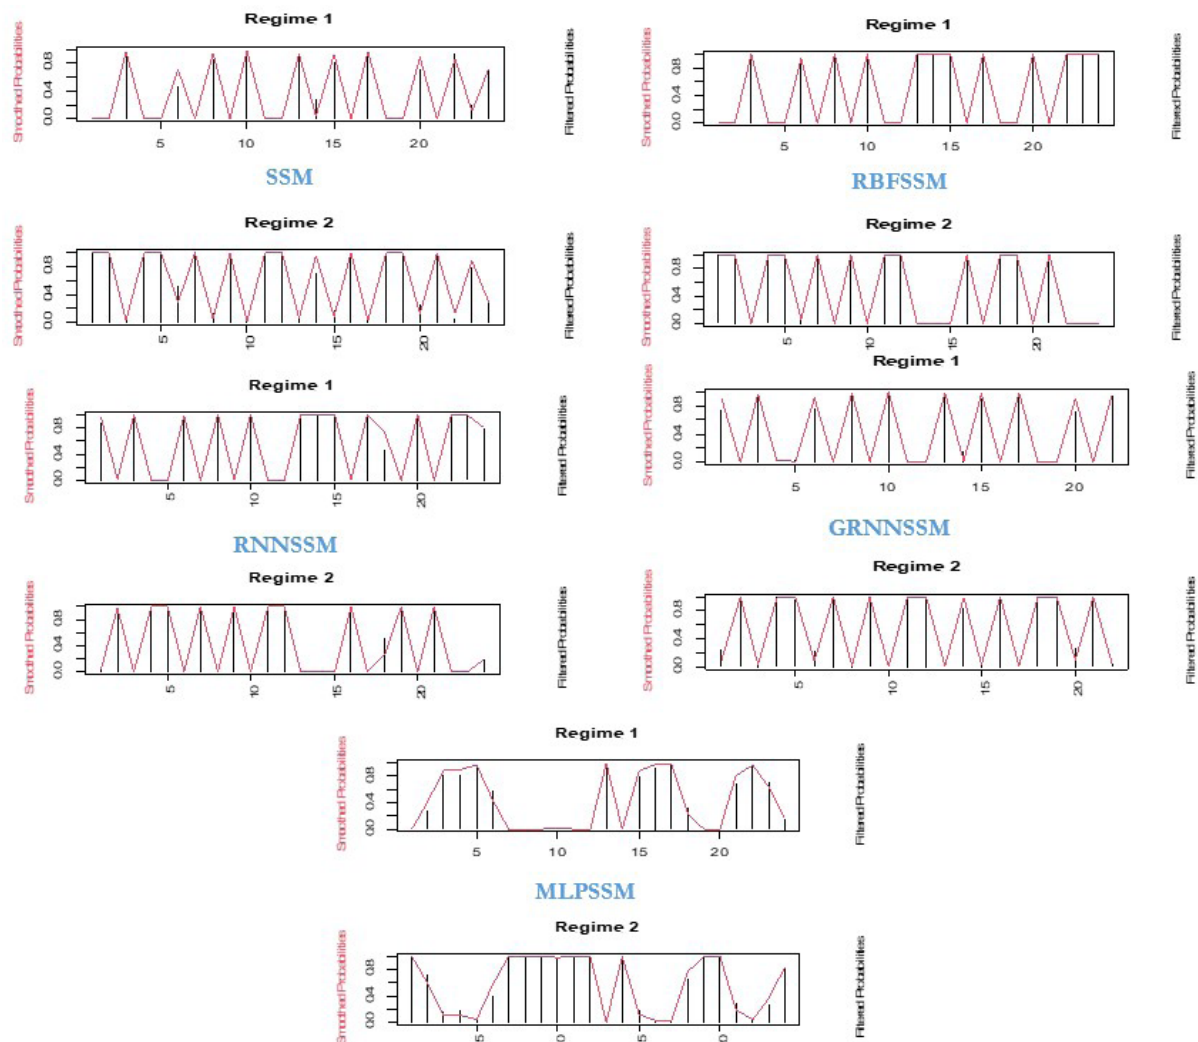 Regime 1
Smoothed Probabilities
0.0 0.4 0.8
Filtered Probabilities
5 10 15 20
SSM
Regime 2
Smoothed Probabilities
0.0 0.4 0.8
Filtered Probabilities
5 10 15 20
Regime 1
Smoothed Probabilities
0.0 0.4 0.8
Filtered Probabilities
5 10 15 20
RBFSSM
Regime 2
Smoothed Probabilities
0.0 0.4 0.8
Filtered Probabilities
5 10 15 20
Regime 1
Smoothed Probabilities
0.0 0.4 0.8
Filtered Probabilities
5 10 15 20
RNNSSM
Regime 2
Smoothed Probabilities
0.0 0.4 0.8
Filtered Probabilities
5 10 15 20
Regime 1
Smoothed Probabilities
0.0 0.4 0.8
Filtered Probabilities
5 10 15 20
GRNNSSM
Regime 2
Smoothed Probabilities
0.0 0.4 0.8
Filtered Probabilities
5 10 15 20
Regime 1
Smoothed Probabilities
0.0 0.4 0.8
Filtered Probabilities
5 10 15 20
MLPSSM
Regime 2
Smoothed Probabilities
0.0 0.4 0.8
Filtered Probabilities
5 10 15 20